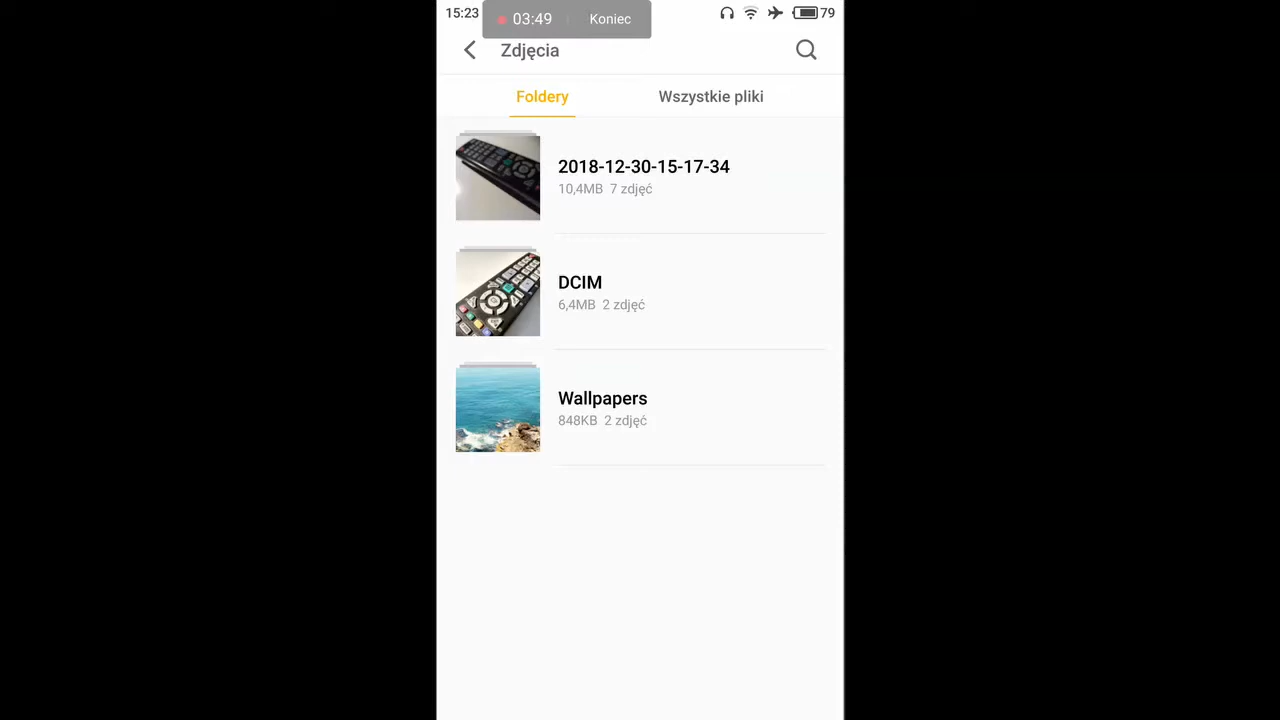 15:23 03:49 Koniec 79
Zdjęcia
Foldery Wszystkie pliki
2018-12-30-15-17-34
10,4MB 7 zdjęć
DCIM
6,4MB 2 zdjęć
Wallpapers
848KB 2 zdjęć